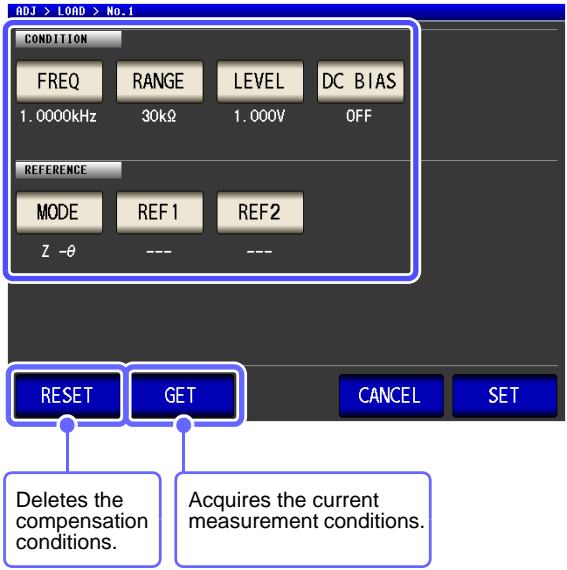 ADJ > LOAD > No.1
CONDITION
FREQ RANGE LEVEL DC BIAS
1.0000kHz 30kΩ 1.000V OFF
REFERENCE
MODE REF1 REF2
Z -θ --- ---
RESET GET CANCEL SET
Deletes the
compensation
conditions.
Acquires the current
measurement conditions.